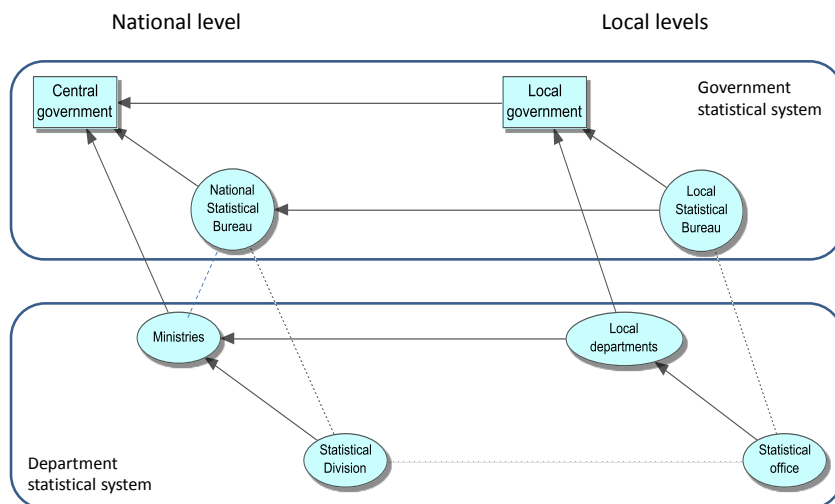 National level
Local levels
Central
government
Local
government
Government
statistical system
National
Statistical
Bureau
Local
Statistical
Bureau
Ministries
Local
departments
Statistical
Division
Statistical
office
Department
statistical system